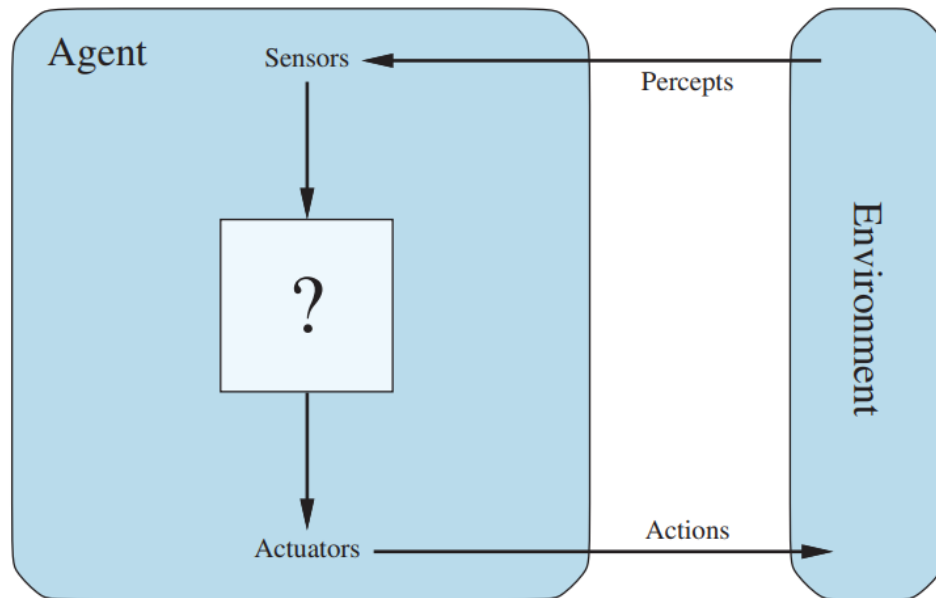 Agent
Sensors
Percepts
?
Environment
Actuators
Actions